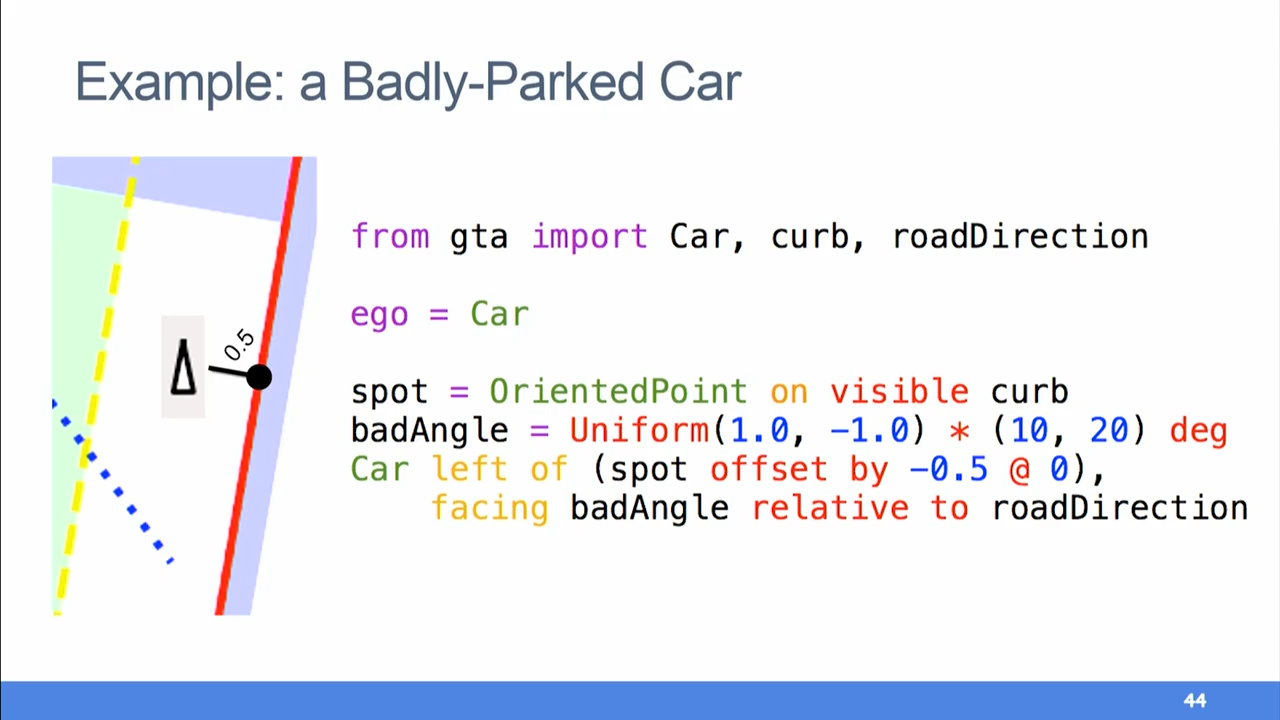 Example: a Badly-Parked Car
0.5
from gta import Car, curb, roadDirection
ego = Car
spot = OrientedPoint on visible curb
badAngle = Uniform(1.0, -1.0) * (10, 20) deg
Car left of (spot offset by -0.5 @ 0),
facing badAngle relative to roadDirection
44